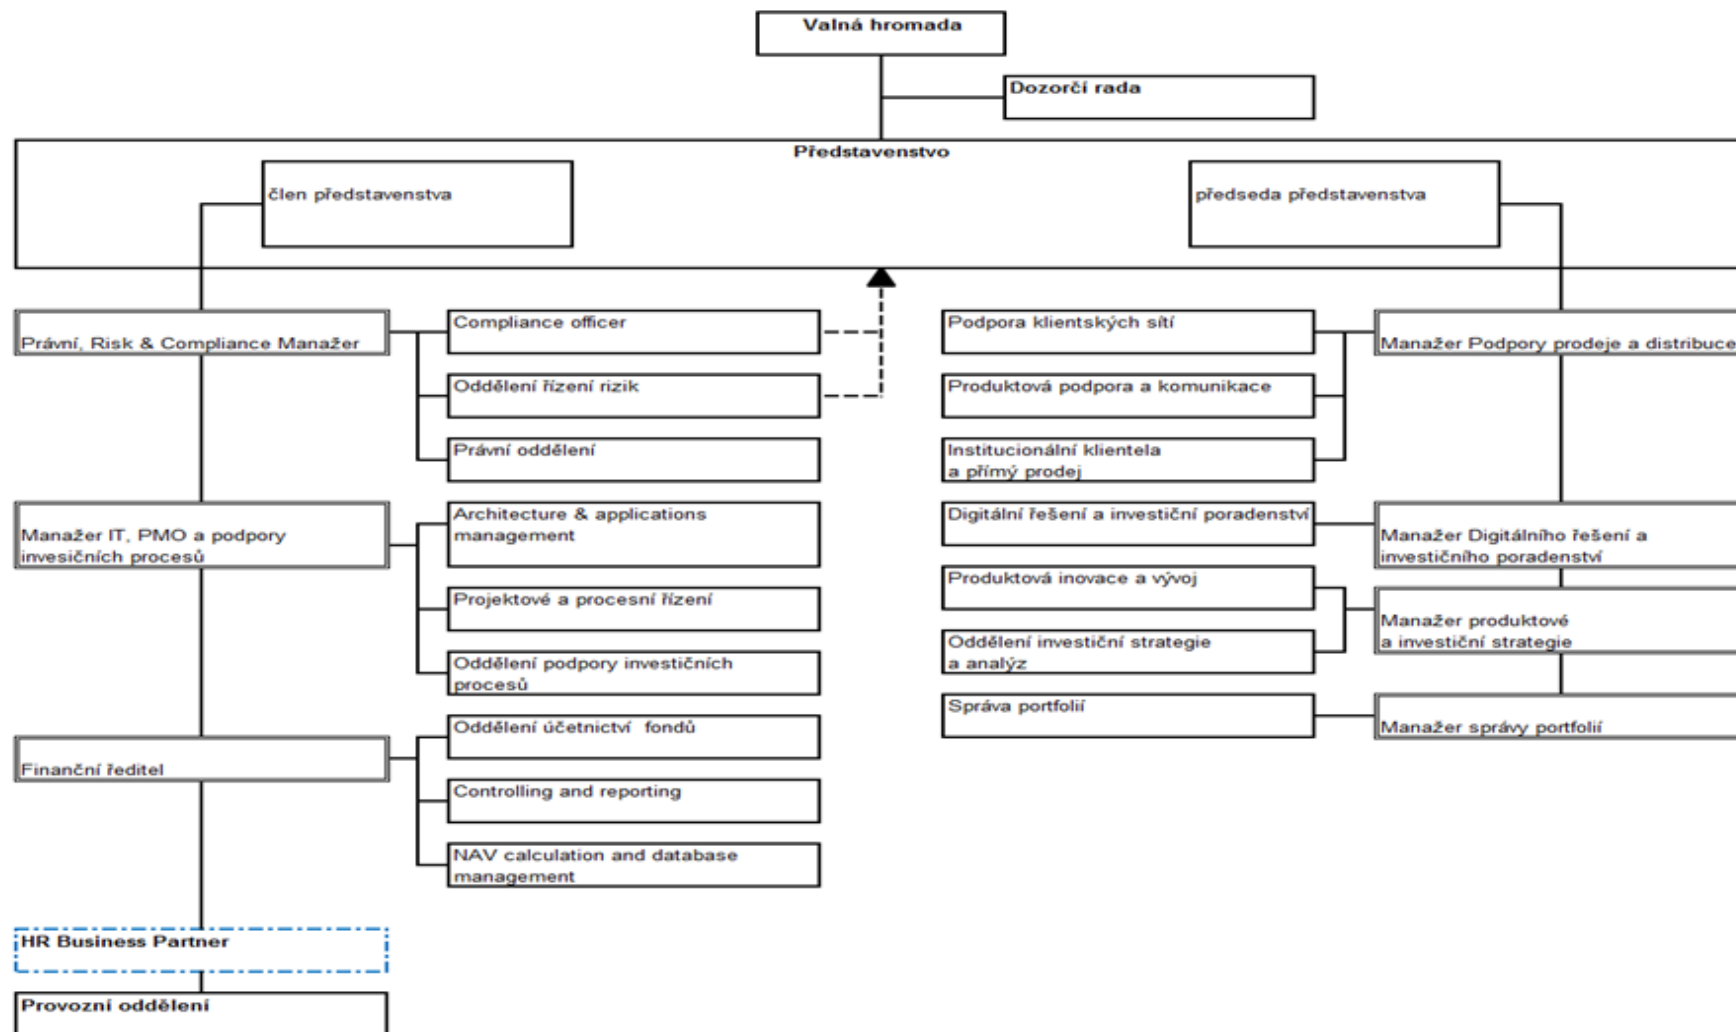 Valná hromada
Dozorčí rada
Představenstvo
člen představenstva
předseda představenstva
Právní, Risk & Compliance Manažer
Compliance officer
Oddělení řízení rizik
Právní oddělení
Manažer IT, PMO a podpory
invesičních procesů
Architecture & applications
management
Projektové a procesní řízení
Oddělení podpory investičních
procesů
Finanční ředitel
Oddělení účetnictví fondů
Controlling and reporting
NAV calculation and database
management
HR Business Partner
Provozní oddělení
Podpora klientských sítí
Manažer Podpory prodeje a distribuce
Produktová podpora a komunikace
Institucionální klientela
a přímý prodej
Digitální řešení a investiční poradenství
Manažer Digitálního řešení a
investičního poradenství
Produktová inovace a vývoj
Manažer produktové
a investiční strategie
Oddělení investiční strategie
a analýz
Správa portfolií
Manažer správy portfolií